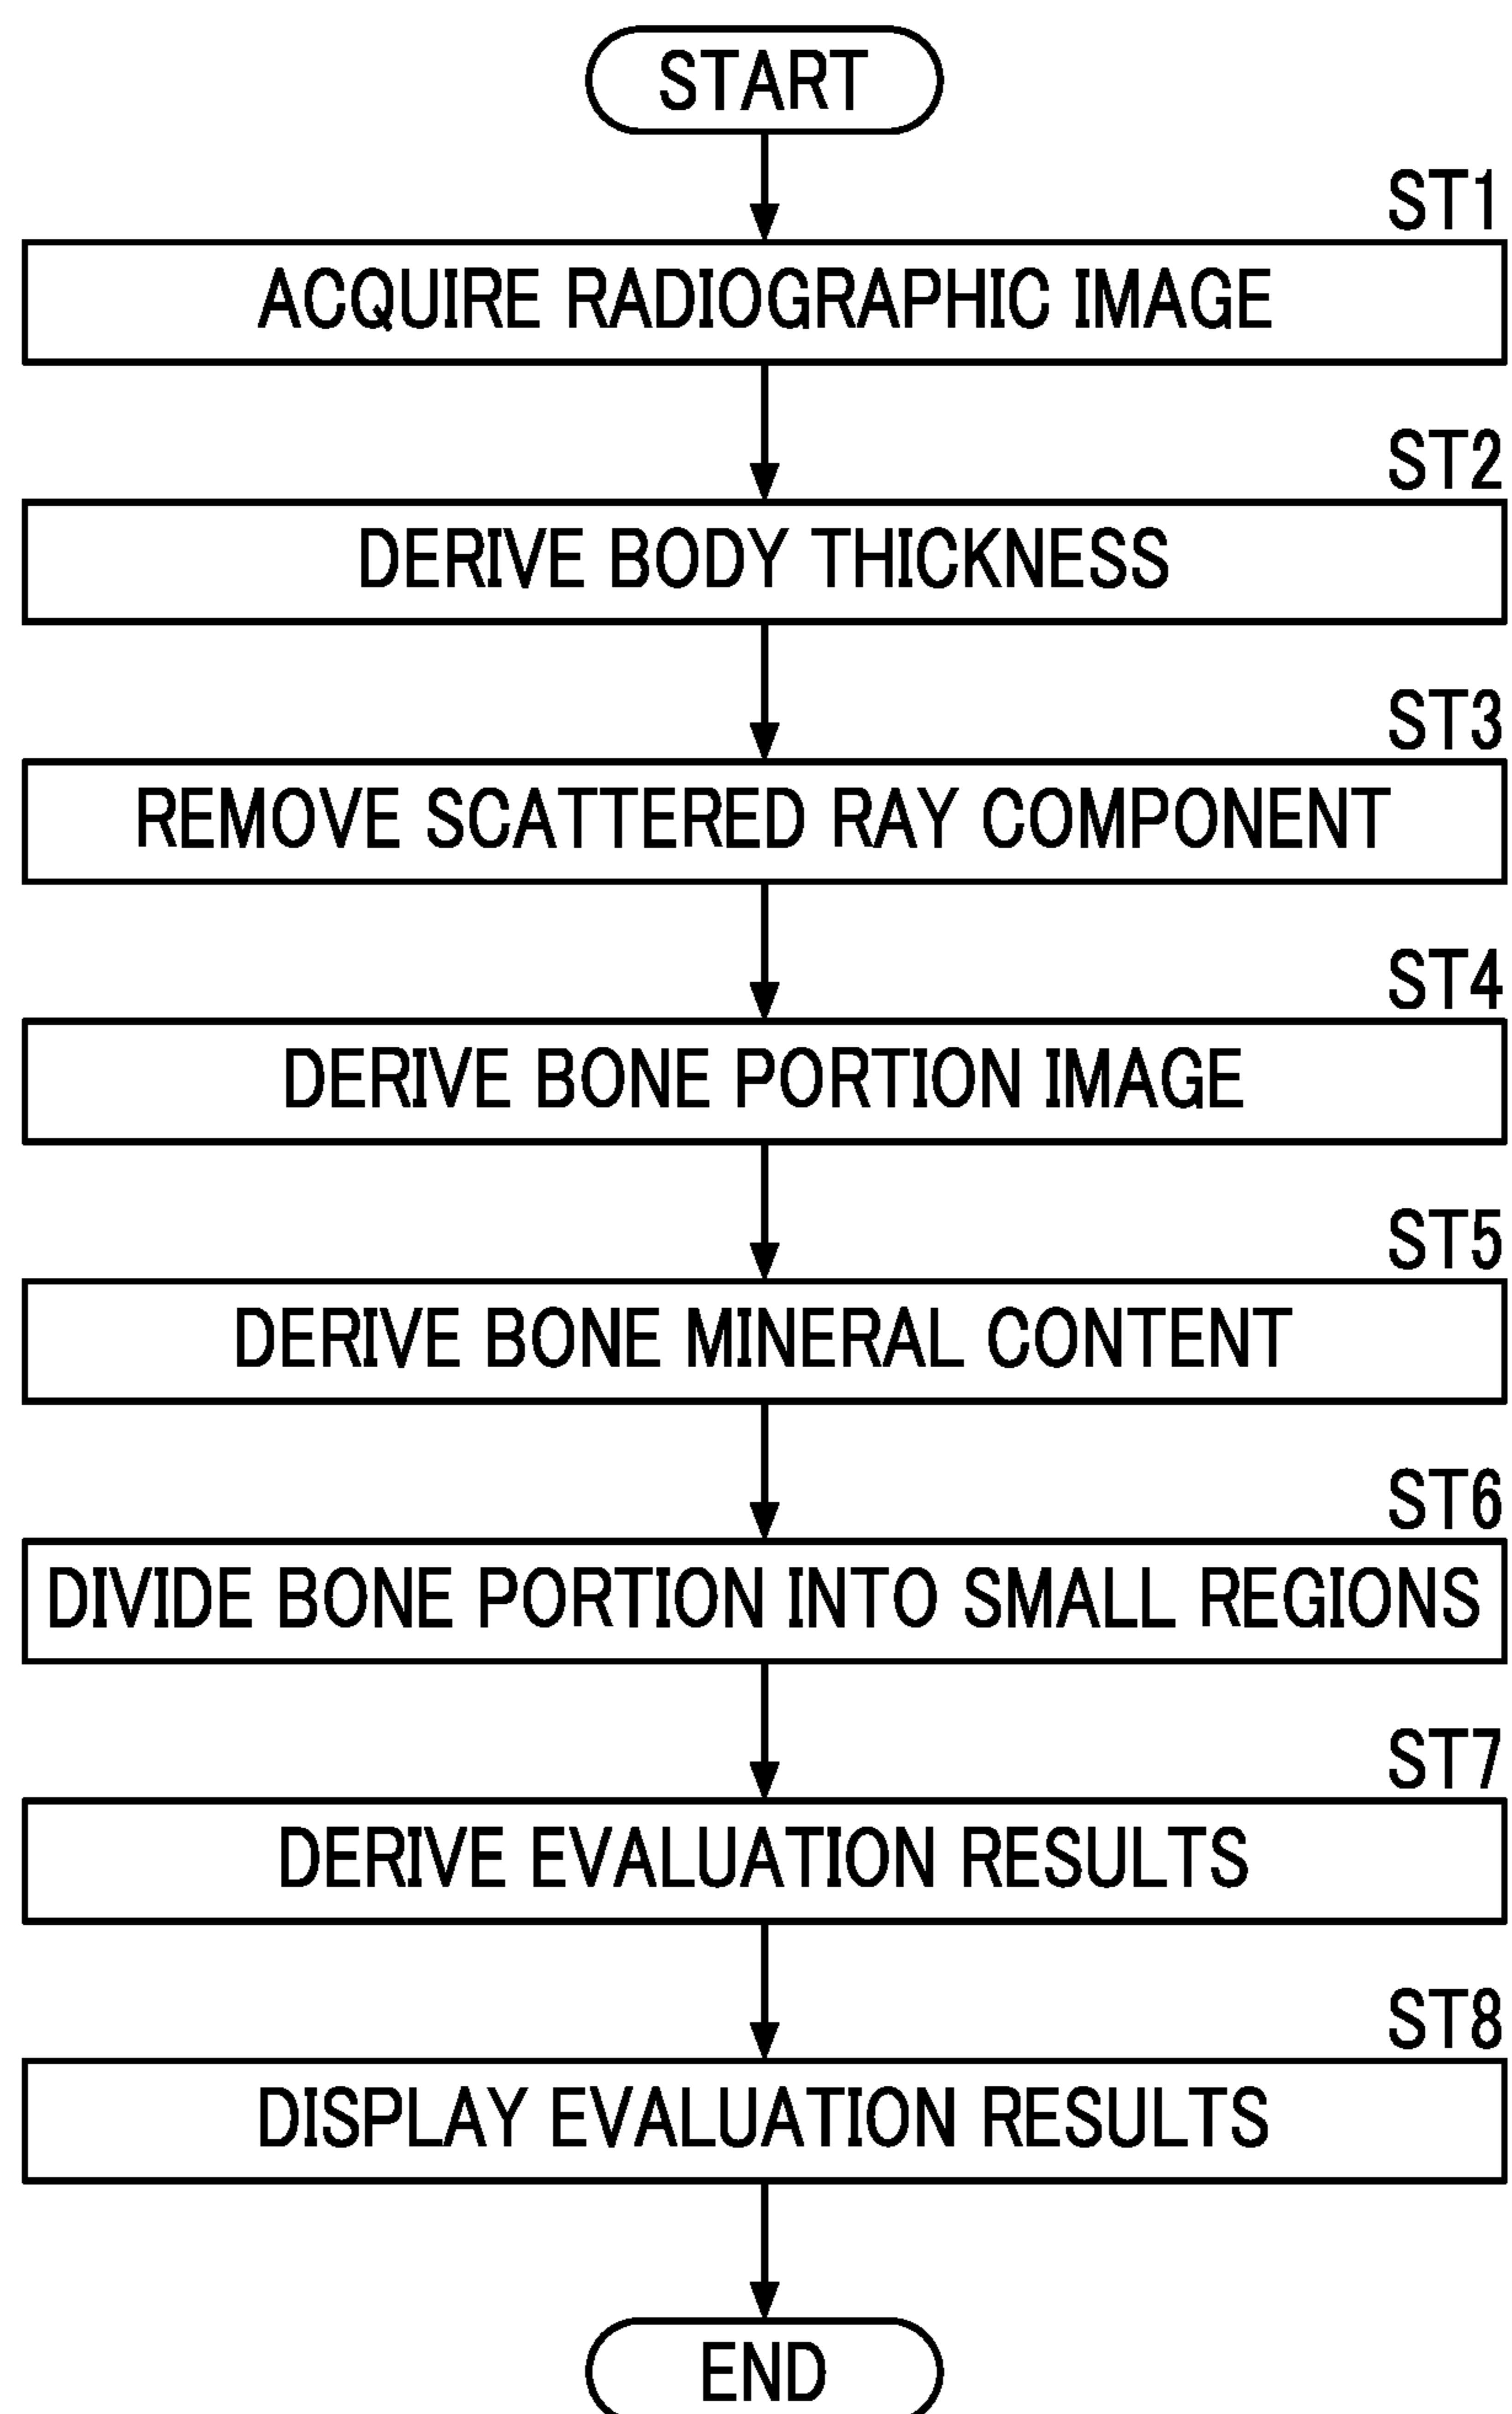 START
ST1
ACQUIRE RADIOGRAPHIC IMAGE
ST2
DERIVE BODY THICKNESS
ST3
REMOVE SCATTERED RAY COMPONENT
ST4
DERIVE BONE PORTION IMAGE
ST5
DERIVE BONE MINERAL CONTENT
ST6
DIVIDE BONE PORTION INTO SMALL REGIONS
ST7
DERIVE EVALUATION RESULTS
ST8
DISPLAY EVALUATION RESULTS
END